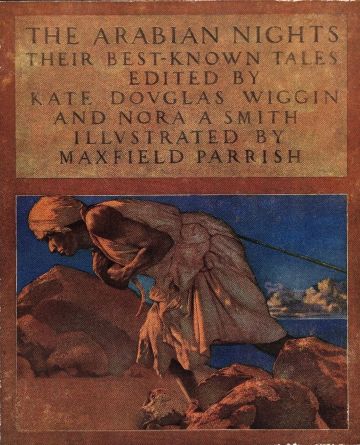 THE ARABIAN NIGHTS
THEIR BEST-KNOWN TALES
EDITED BY
KATE DOVGLAS WIGGIN
AND NORA A SMITH
ILLVSTRATED BY
MAXFIELD PARRISH